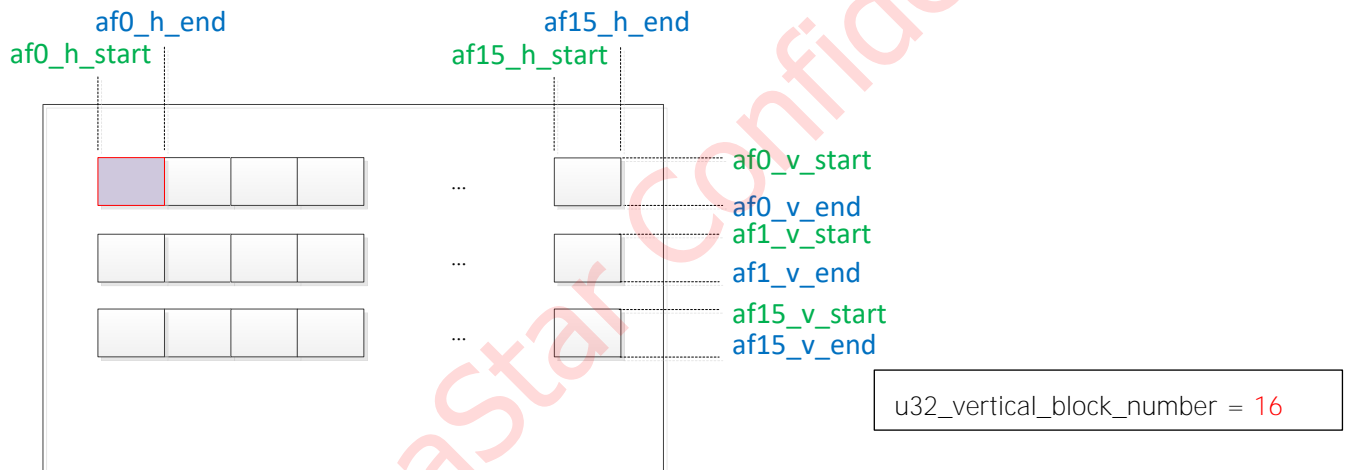 af0_h_end
af15_h_end
af0_h_start
af15_h_start
af0_v_start
...
af0_v_end
af1_v_start
...
af1_v_end
af15_v_start
...
af15_v_end
u32_vertical_block_number = 16